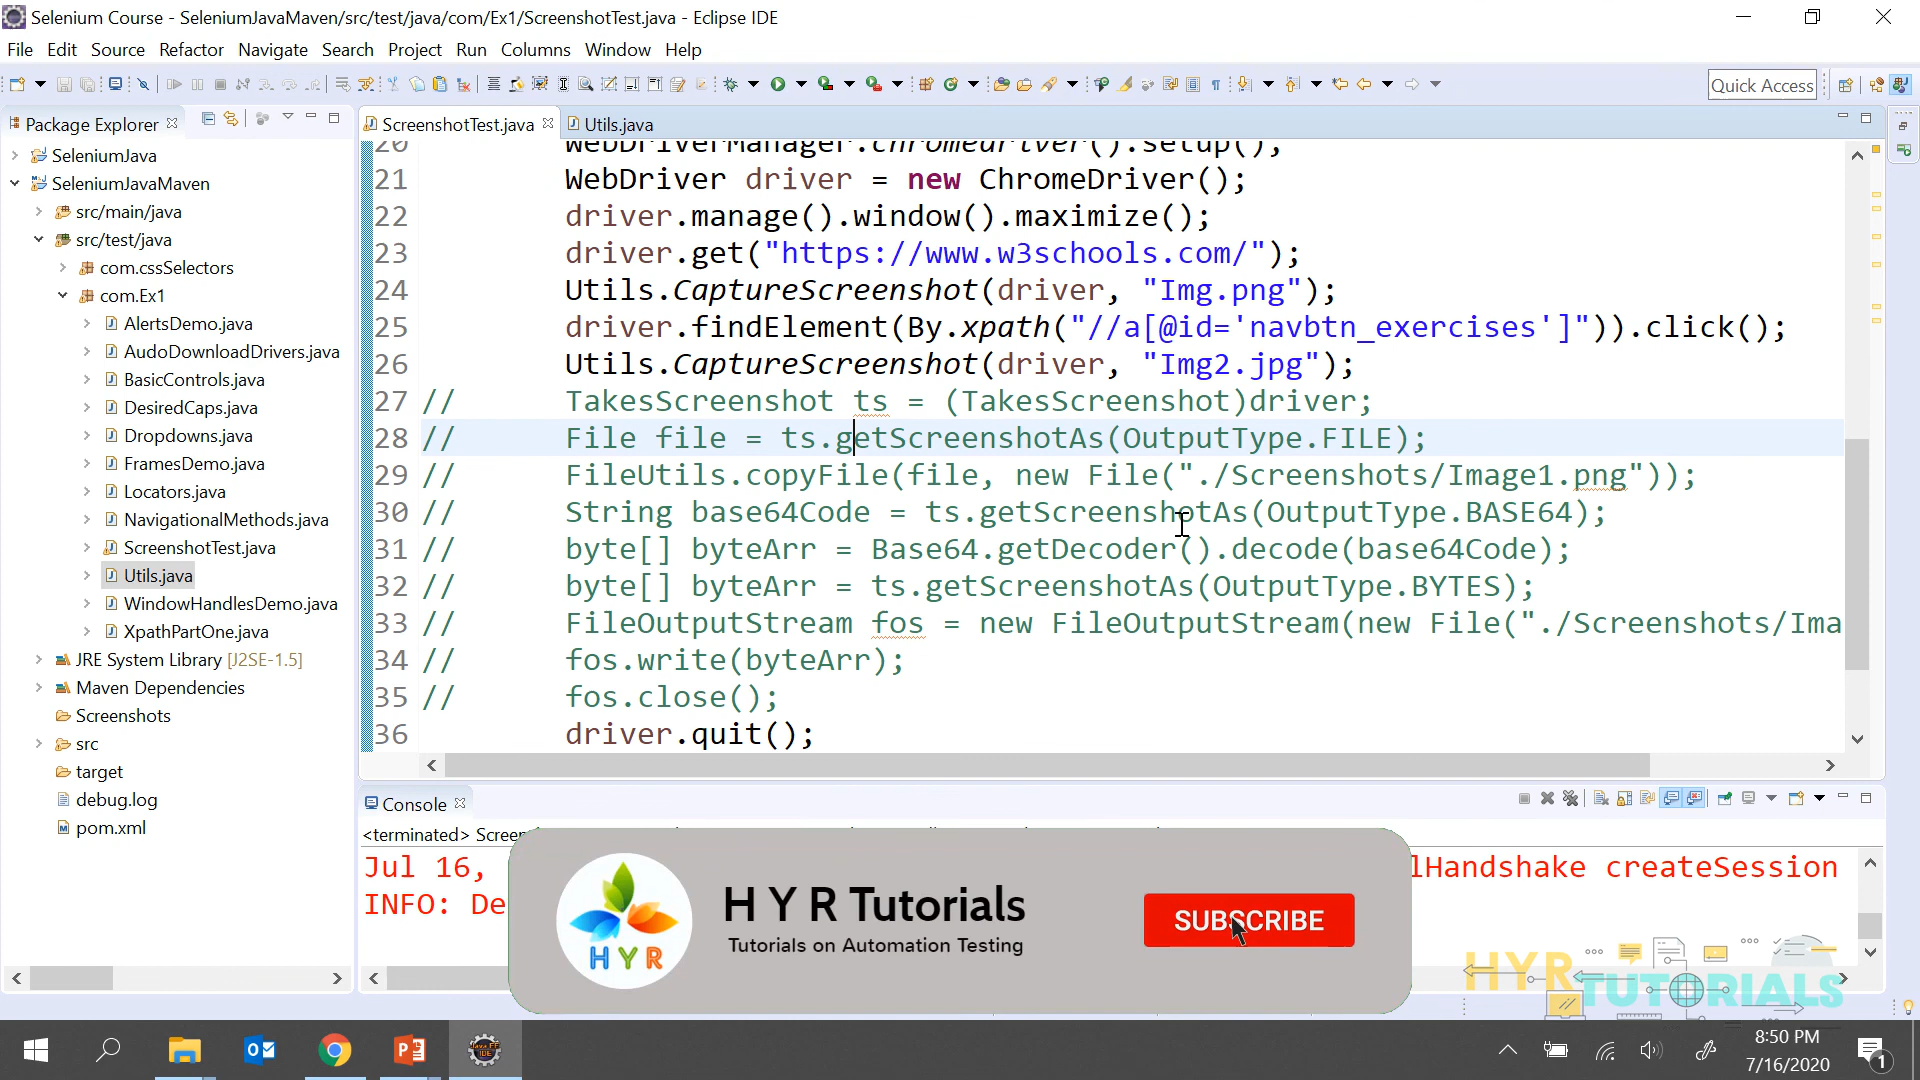 Selenium Course - SeleniumJavaMaven/src/test/java/com/Ex1/ScreenshotTest.java - Eclipse IDE
File Edit Source Refactor Navigate Search Project Run Columns Window Help
Quick Access
Package Explorer
SeleniumJava
SeleniumJavaMaven
src/main/java
src/test/java
com.cssSelectors
com.Ex1
AlertsDemo.java
AudoDownloadDrivers.java
BasicControls.java
DesiredCaps.java
Dropdowns.java
FramesDemo.java
Locators.java
NavigationalMethods.java
ScreenshotTest.java
Utils.java
WindowHandlesDemo.java
XpathPartOne.java
JRE System Library [J2SE-1.5]
Maven Dependencies
Screenshots
src
target
debug.log
pom.xml
ScreenshotTest.java Utils.java
20 WebDriverManager.chromedriver().setup();
21 WebDriver driver = new ChromeDriver();
22 driver.manage().window().maximize();
23 driver.get("https://www.w3schools.com/");
24 Utils.CaptureScreenshot(driver, "Img.png");
25 driver.findElement(By.xpath("//a[@id='navbtn_exercises']")).click();
26 Utils.CaptureScreenshot(driver, "Img2.jpg");
27 // TakesScreenshot ts = (TakesScreenshot)driver;
28 // File file = ts.getScreenshotAs(OutputType.FILE);
29 // FileUtils.copyFile(file, new File("./Screenshots/Image1.png"));
30 // String base64Code = ts.getScreenshotAs(OutputType.BASE64);
31 // byte[] byteArr = Base64.getDecoder().decode(base64Code);
32 // byte[] byteArr = ts.getScreenshotAs(OutputType.BYTES);
33 // FileOutputStream fos = new FileOutputStream(new File("./Screenshots/Ima
34 // fos.write(byteArr);
35 // fos.close();
36 driver.quit();
Console
<terminated> Screen
Jul 16, lHandshake createSession
INFO: De
HYR
H Y R Tutorials
Tutorials on Automation Testing
SUBSCRIBE
HYR
TUTORIALS
8:50 PM
7/16/2020
1